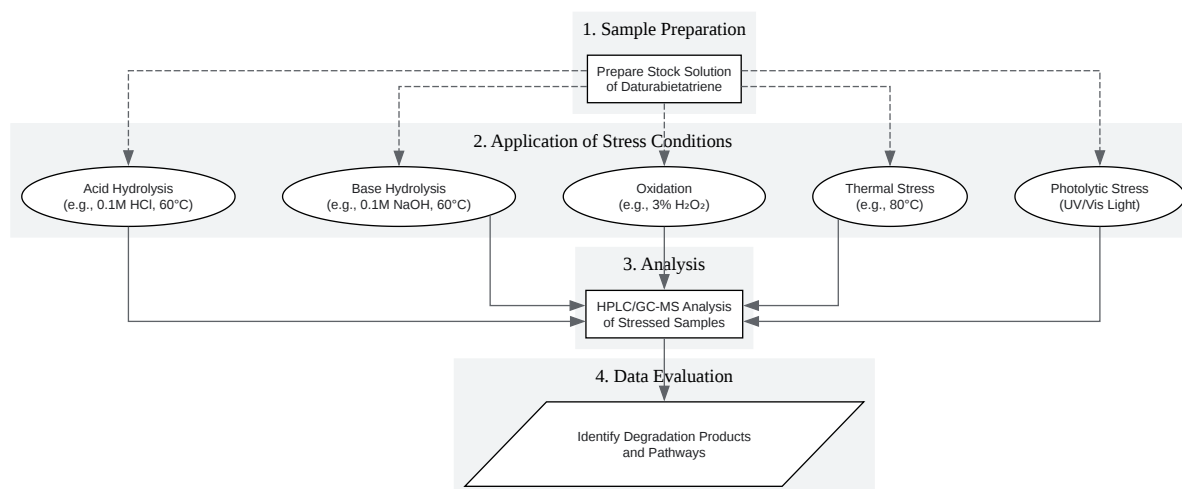 1. Sample Preparation
Prepare Stock Solution
of Daturabietatriene
2. Application of Stress Conditions
Acid Hydrolysis
(e.g., 0.1M HCl, 60°C)
Base Hydrolysis
(e.g., 0.1M NaOH, 60°C)
Oxidation
(e.g., 3% H₂O₂)
Thermal Stress
(e.g., 80°C)
Photolytic Stress
(UV/Vis Light)
3. Analysis
HPLC/GC-MS Analysis
of Stressed Samples
4. Data Evaluation
Identify Degradation Products
and Pathways